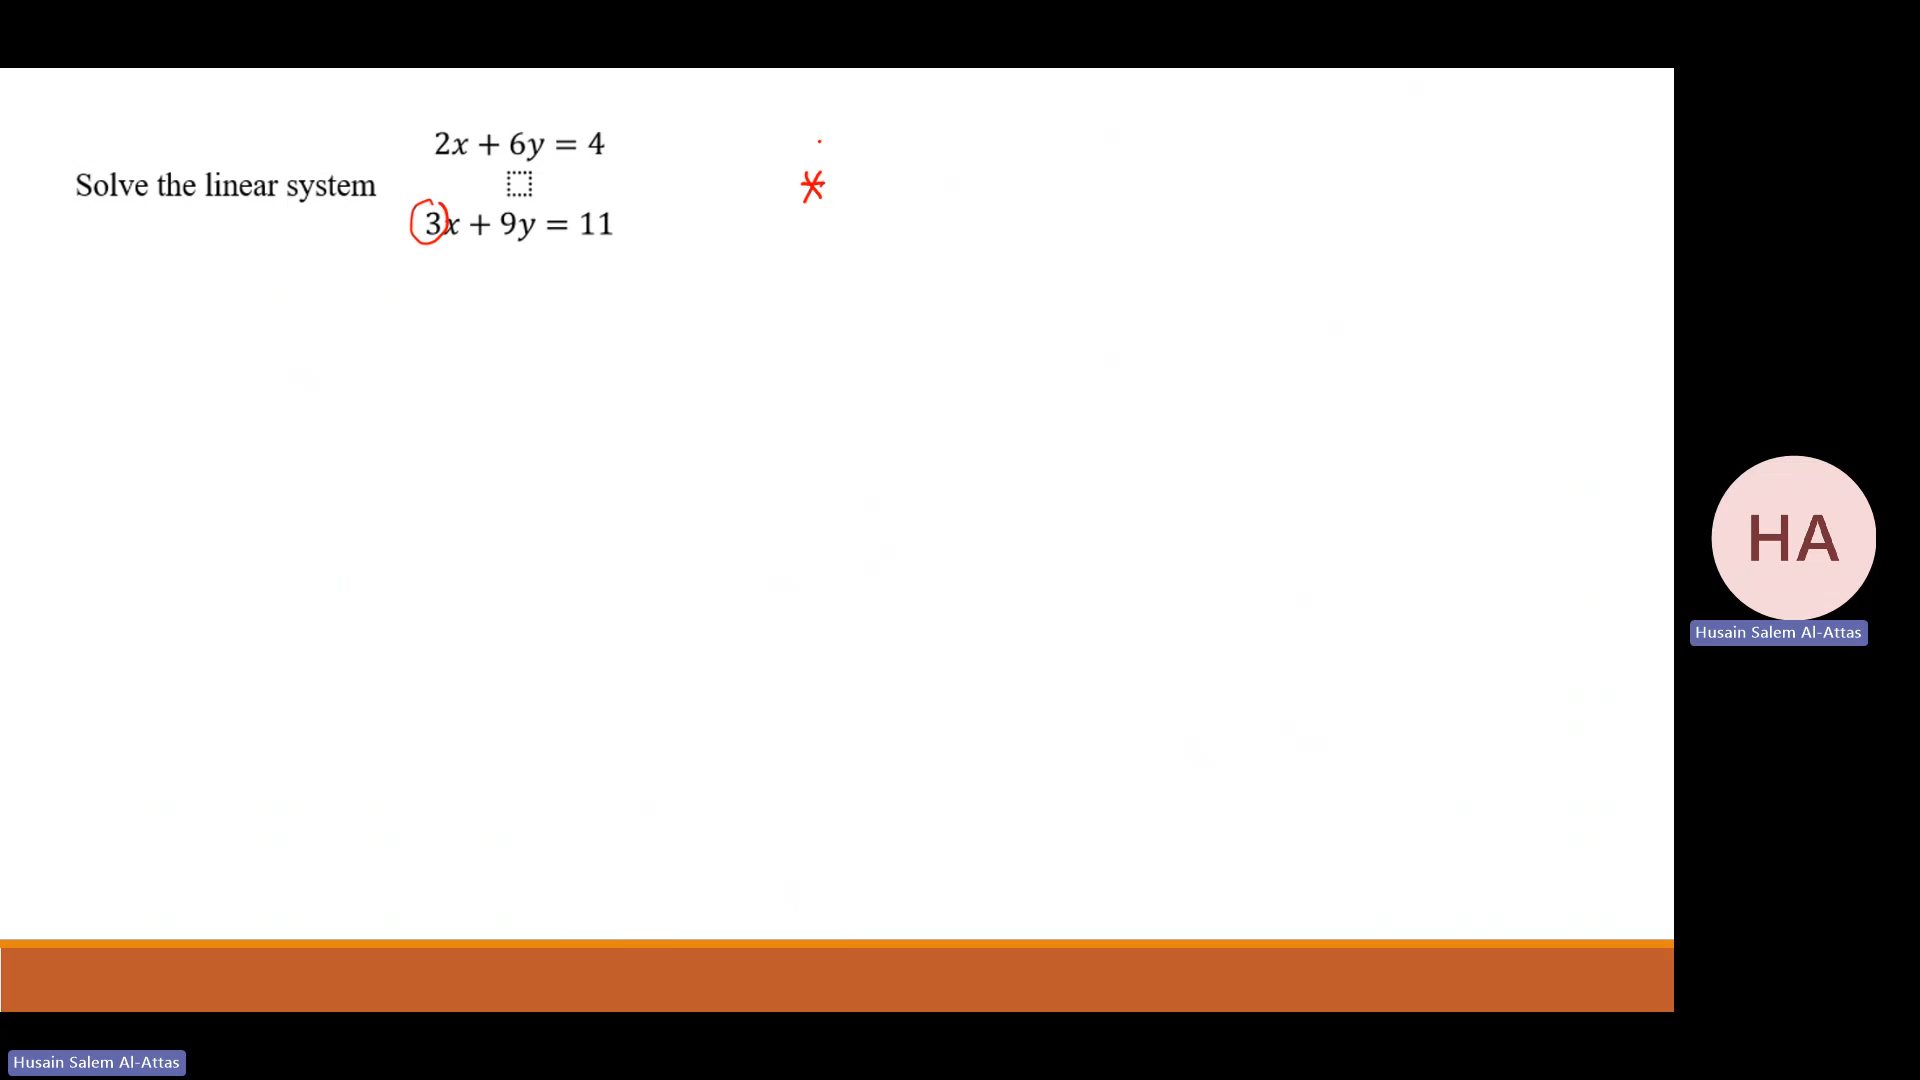 2x + 6y = 4
Solve the linear system
3x + 9y = 11
*
HA
Husain Salem Al-Attas
Husain Salem Al-Attas